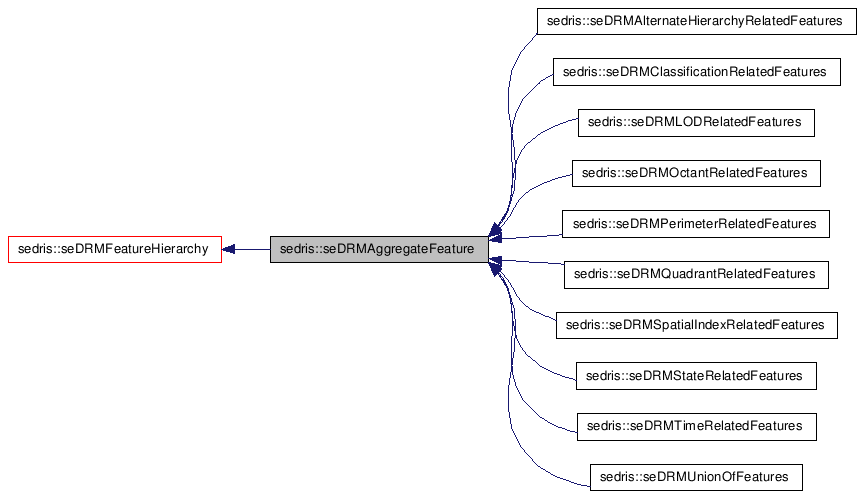 sedris::seDRMAlternateHierarchyRelatedFeatures
sedris::seDRMClassificationRelatedFeatures
sedris::seDRMLODRelatedFeatures
sedris::seDRMOctantRelatedFeatures
sedris::seDRMPerimeterRelatedFeatures
sedris::seDRMFeatureHierarchy
sedris::seDRMAggregateFeature
sedris::seDRMQuadrantRelatedFeatures
sedris::seDRMSpatialIndexRelatedFeatures
sedris::seDRMStateRelatedFeatures
sedris::seDRMTimeRelatedFeatures
sedris::seDRMUnionOfFeatures